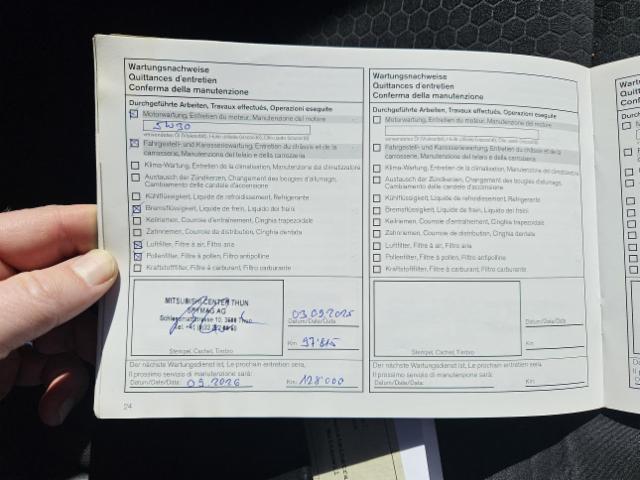 Wartungsnachweise
Quittances d'entretien
Conferma della manutenzione
Durchgeführte Arbeiten, Travaux effectués, Operazioni eseguite
Motorwartung, Entretien du moteur, Manutenzione del motore
5W30
Fahrgestell- und Karosseriewartung, Entretien du châssis et de la
carrosserie, Manutenzione del telaio e della carrozzeria
Klima-Wartung, Entretien de la climatisation, Manutenzione del climatizzatore
Austausch der Zündkerzen, Changement des bougies d'allumage,
Cambiamento delle candele d'accensione
Kühlflüssigkeit, Liquide de refroidissement, Refrigerante
Bremsflüssigkeit, Liquide de frein, Liquido dei freni
Keilriemen, Courroie d'entraînement, Cinghia trapezoidale
Zahnriemen, Courroie de distribution, Cinghia dentata
Luftfilter, Filtre à air, Filtro aria
Pollenfilter, Filtre à pollen, Filtro antipolline
Kraftstofffilter, Filtre à carburant, Filtro carburante
MITSUBISHI CENTER THUN
AG
10, Thun
Stempel, Cachet, Timbro
03.09.2025
Datum/Date/Data
Km
Der nächste Wartungsdienst ist, Le prochain entretien sera,
Il prossimo servizio di manutenzione sarà:
Datum/Date/Data: 09.2026 Km: 128'000
24
Wartungsnachweise
Quittances d'entretien
Conferma della manutenzione
Durchgeführte Arbeiten, Travaux effectués, Operazioni eseguite
Motorwartung, Entretien du moteur, Manutenzione del motore
Fahrgestell- und Karosseriewartung, Entretien du châssis et de la
carrosserie, Manutenzione del telaio e della carrozzeria
Klima-Wartung, Entretien de la climatisation, Manutenzione del climatizzatore
Austausch der Zündkerzen, Changement des bougies d'allumage,
Cambiamento delle candele d'accensione
Kühlflüssigkeit, Liquide de refroidissement, Refrigerante
Bremsflüssigkeit, Liquide de frein, Liquido dei freni
Keilriemen, Courroie d'entraînement, Cinghia trapezoidale
Zahnriemen, Courroie de distribution, Cinghia dentata
Luftfilter, Filtre à air, Filtro aria
Pollenfilter, Filtre à pollen, Filtro antipolline
Kraftstofffilter, Filtre à carburant, Filtro carburante
Stempel, Cachet, Timbro
Datum/Date/Data
Km
Der nächste Wartungsdienst ist, Le prochain entretien sera,
Il prossimo servizio di manutenzione sarà:
Datum/Date/Data: Km: